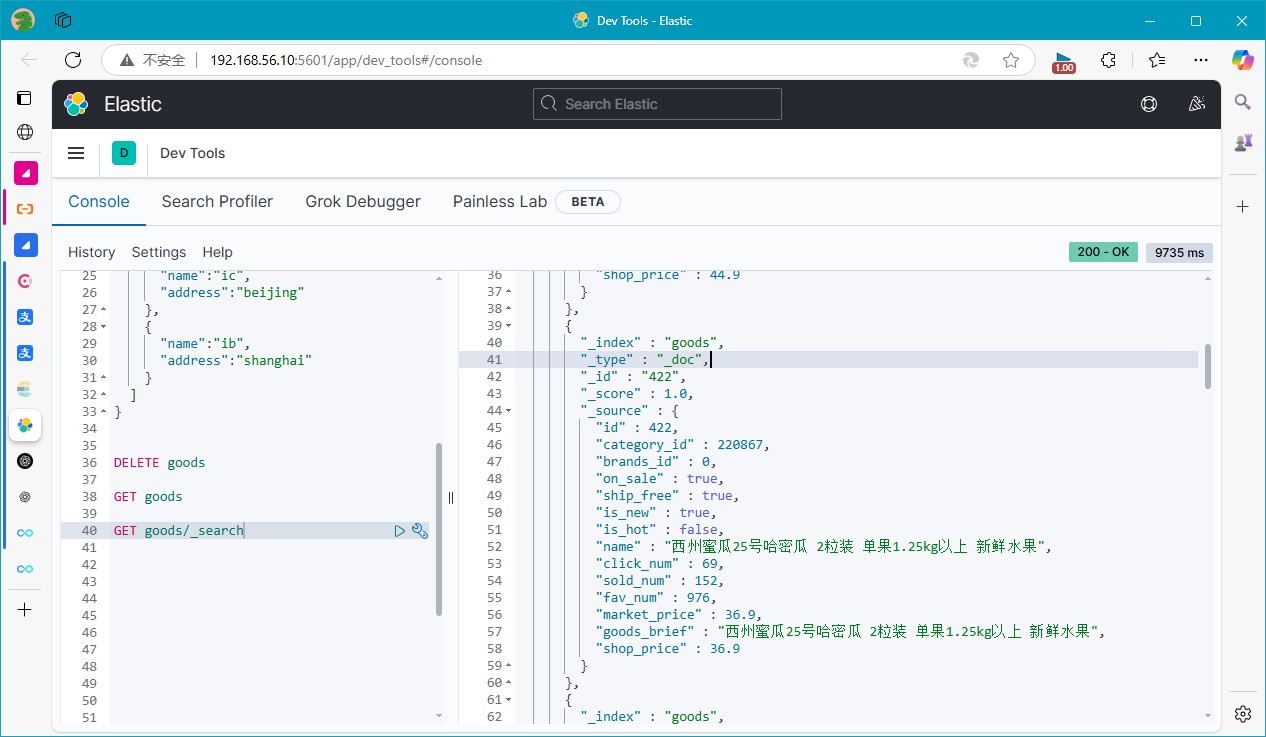 Dev Tools - Elastic
不安全
192.168.56.10:5601/app/dev_tools#/console
1.00
Elastic
Search Elastic
D
Dev Tools
Console
Search Profiler
Grok Debugger
Painless Lab
BETA
History
Settings
Help
200 - OK
9735 ms
25 "name":"ic",
26 "address":"beijing"
27 },
28 {
29 "name":"ib",
30 "address":"shanghai"
31 }
32 ]
33 }
34
35
36 DELETE goods
37
38 GET goods
39
40 GET goods/_search
41
42
43
44
45
46
47
48
49
50
51
36 "shop_price" : 44.9
37 }
38 },
39 {
40 "_index" : "goods",
41 "_type" : "_doc",
42 "_id" : "422",
43 "_score" : 1.0,
44 "_source" : {
45 "id" : 422,
46 "category_id" : 220867,
47 "brands_id" : 0,
48 "on_sale" : true,
49 "ship_free" : true,
50 "is_new" : true,
51 "is_hot" : false,
52 "name" : "西州蜜瓜25号哈密瓜 2粒装 单果1.25kg以上 新鲜水果",
53 "click_num" : 69,
54 "sold_num" : 152,
55 "fav_num" : 976,
56 "market_price" : 36.9,
57 "goods_brief" : "西州蜜瓜25号哈密瓜 2粒装 单果1.25kg以上 新鲜水果",
58 "shop_price" : 36.9
59 }
60 },
61 {
62 "_index" : "goods",